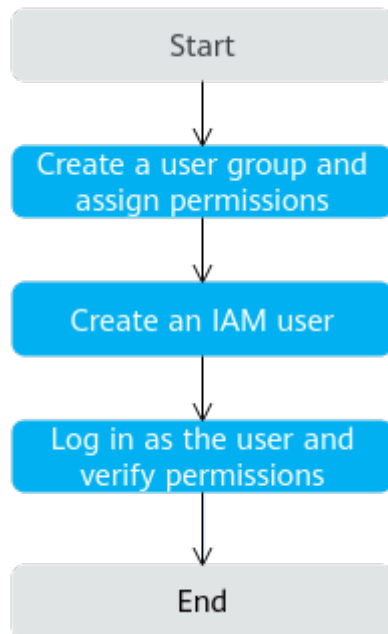 Start
Create a user group and
assign permissions
Create an IAM user
Log in as the user and
verify permissions
End